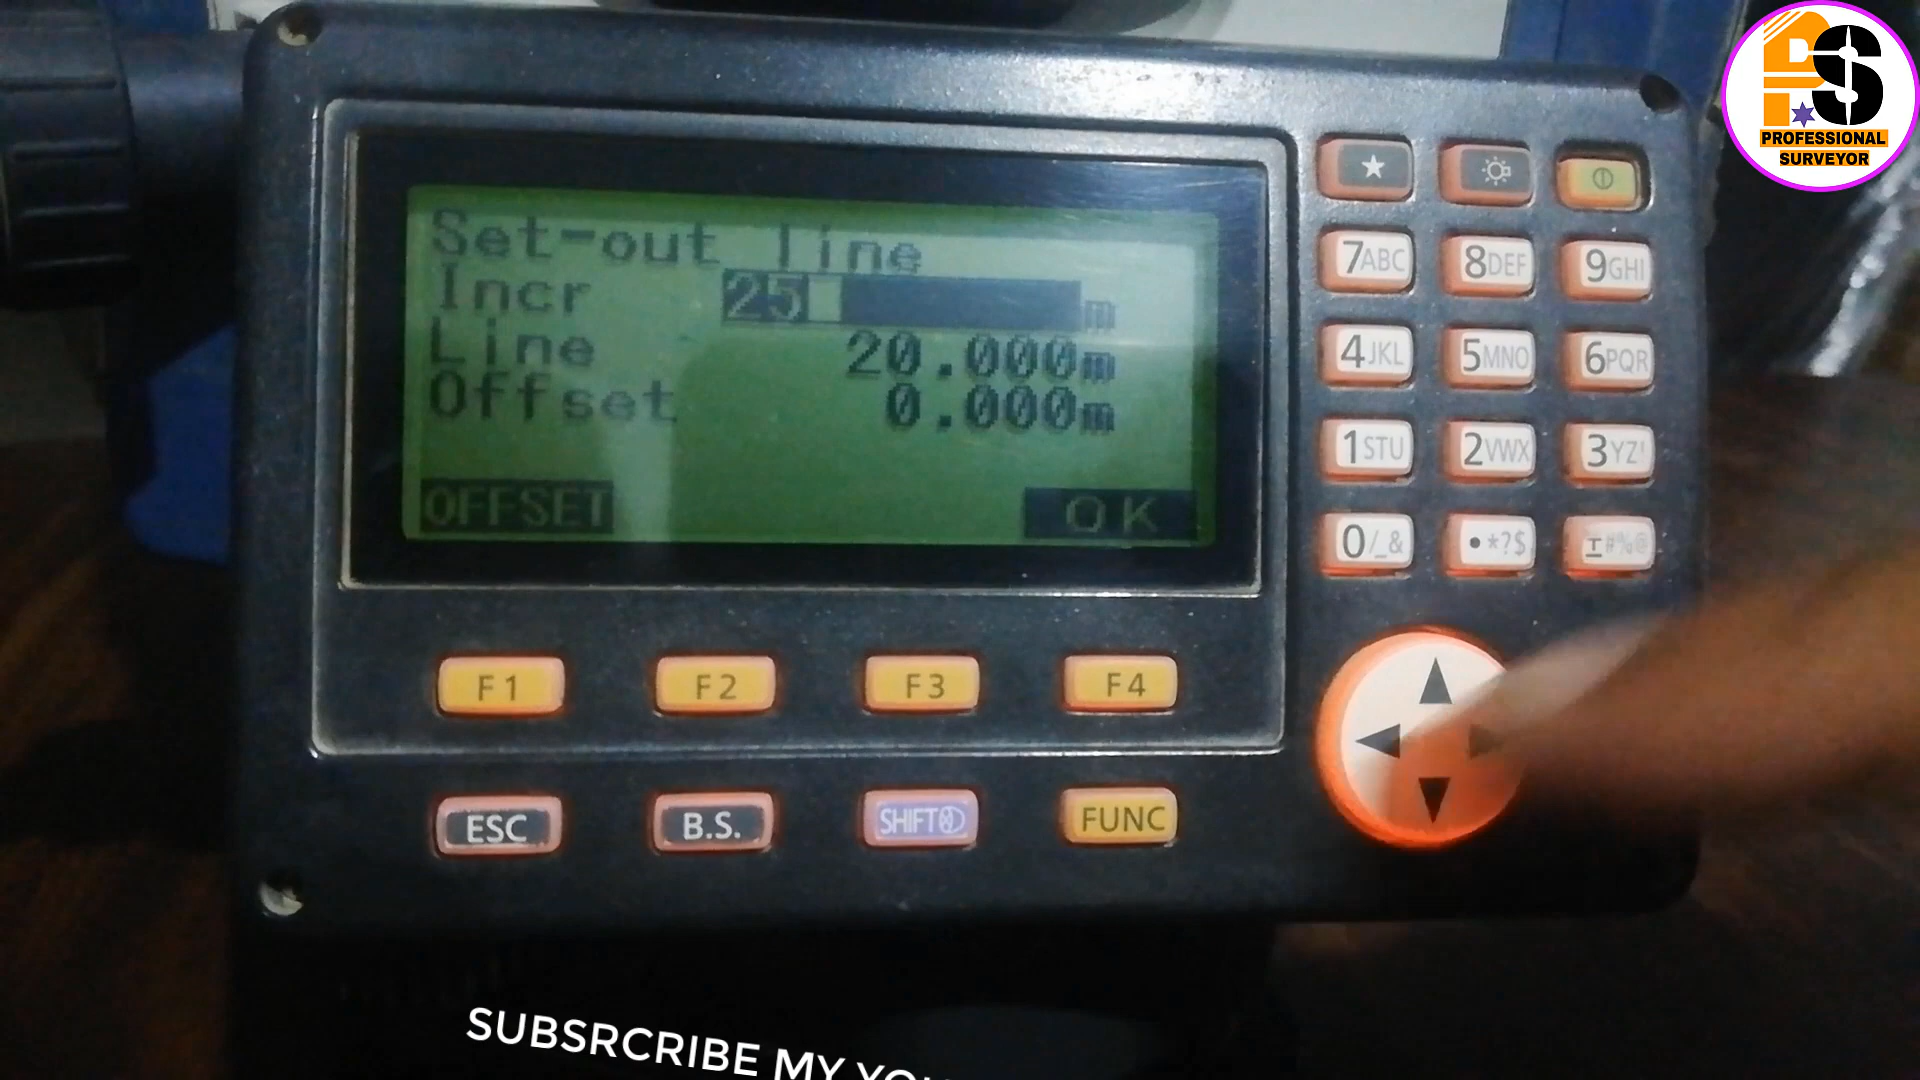 PS
PROFESSIONAL
SURVEYOR
Set-out line
Incr 25 m
Line 20.000m
Offset 0.000m
OFFSET OK
7ABC 8DEF 9GHI
4JKL 5MNO 6PQR
1STU 2VWX 3YZ!
0/_& •*?$ ±#%@
F1 F2 F3 F4
ESC B.S. SHIFT FUNC
SUBSRCRIBE MY